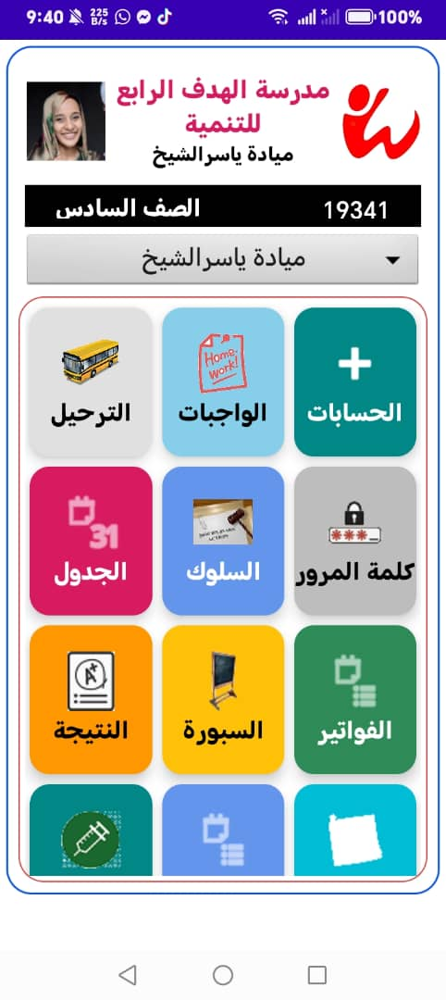 9:40 225 B/s 100%
مدرسة الهدف الرابع
للتنمية
ميادة ياسرالشيخ
19341 الصف السادس
ميادة ياسرالشيخ
Home-
work!
الحسابات الواجبات الترحيل
31
كلمة المرور السلوك الجدول
A+
الفواتير السبورة النتيجة